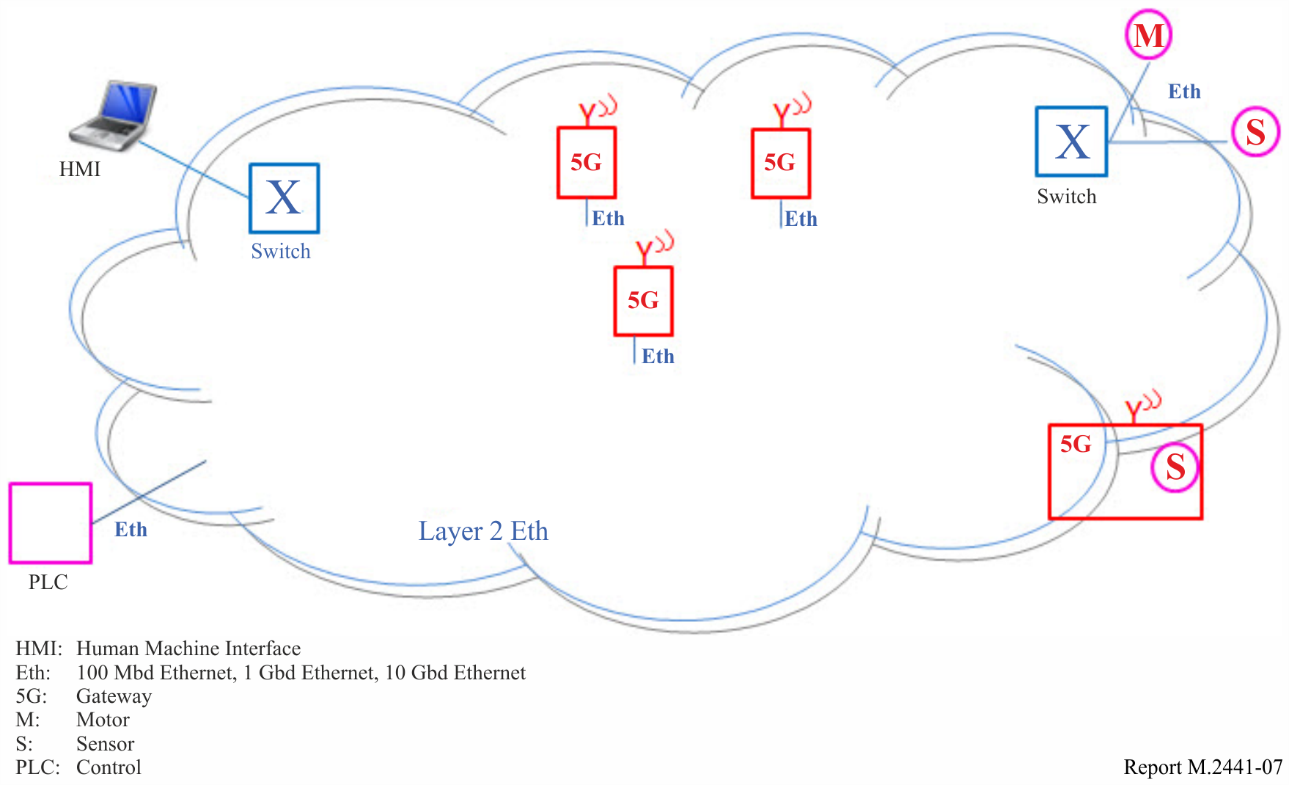 M
Eth
S
X
Switch
HMI
X
Switch
5G
Eth
5G
Eth
5G
Eth
5G
S
PLC
Eth
Layer 2 Eth
HMI: Human Machine Interface
Eth: 100 Mbd Ethernet, 1 Gbd Ethernet, 10 Gbd Ethernet
5G: Gateway
M: Motor
S: Sensor
PLC: Control
Report M.2441-07